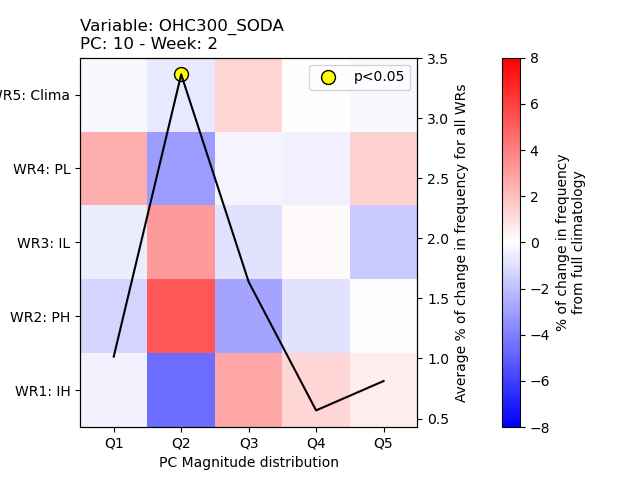 Variable: OHC300_SODA
PC: 10 - Week: 2
p<0.05
WR5: Clima
WR4: PL
WR3: IL
WR2: PH
WR1: IH
Q1 Q2 Q3 Q4 Q5
PC Magnitude distribution
3.5
3.0
2.5
2.0
1.5
1.0
0.5
Average % of change in frequency for all WRs
8
6
4
2
0
−2
−4
−6
−8
% of change in frequency
from full climatology